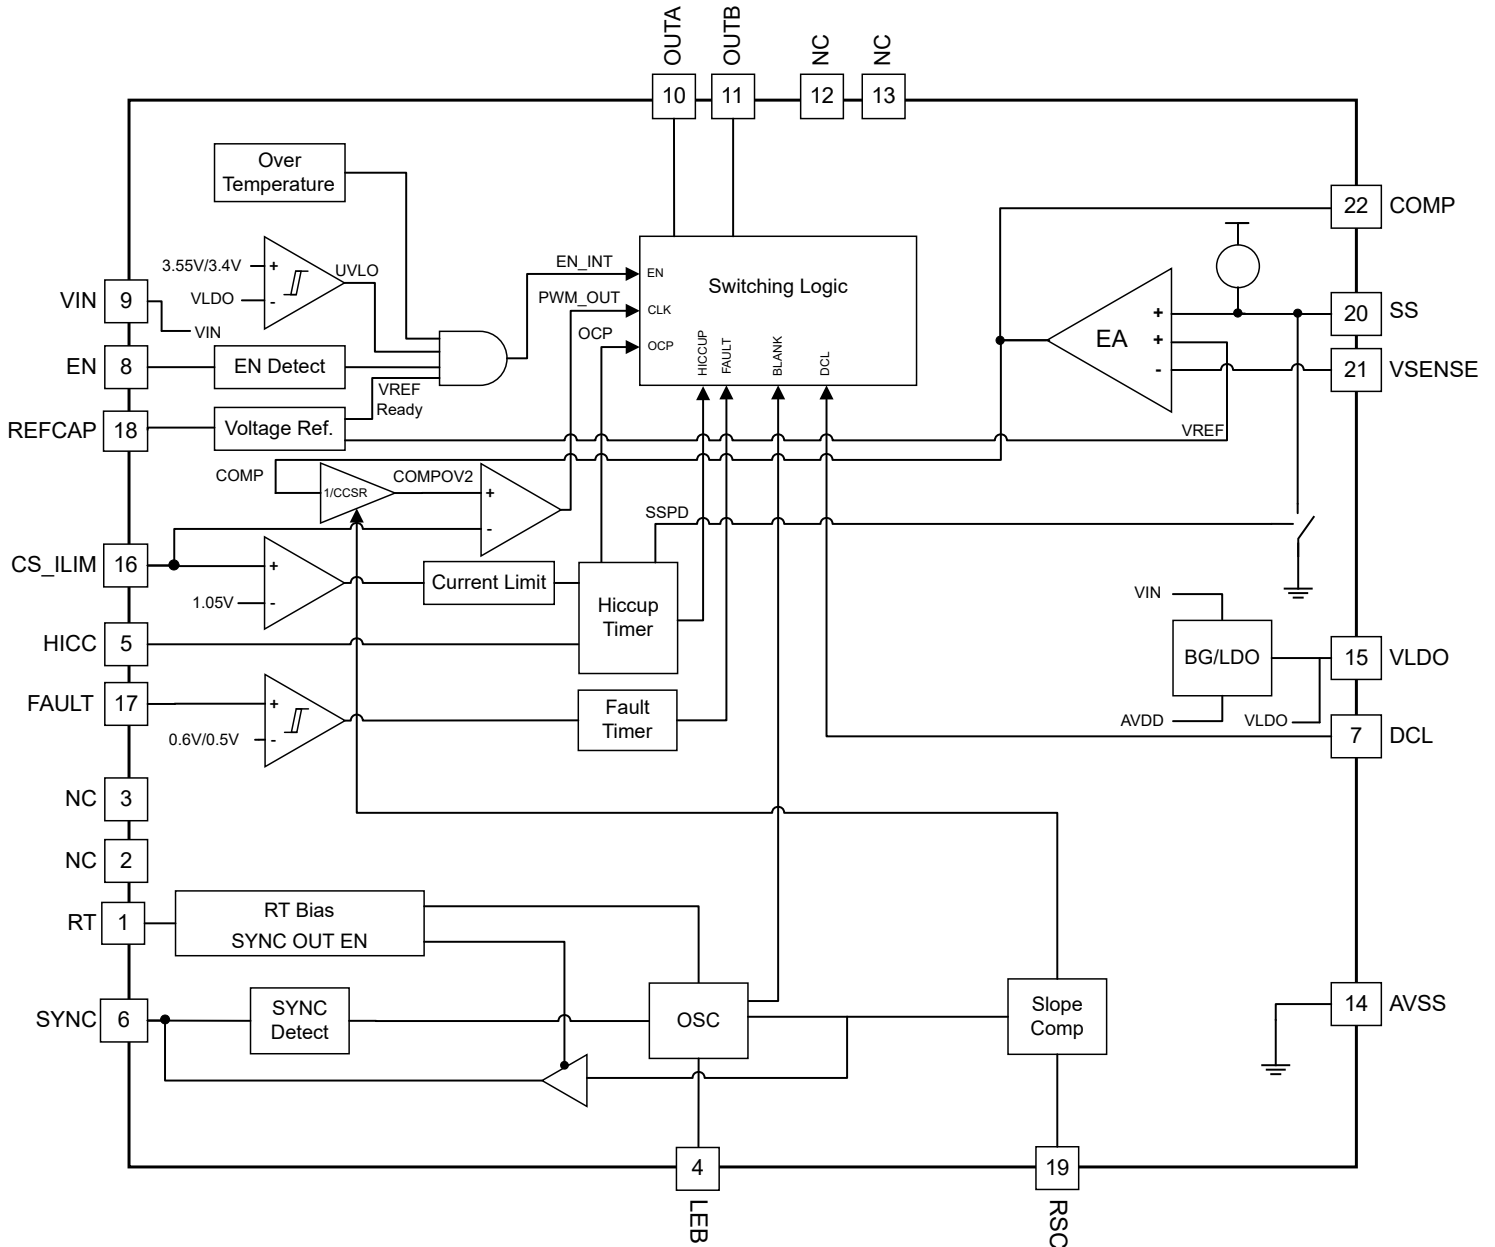 OUTA
OUTB
NC
NC
10
11
12
13
Over
Temperature
22
COMP
3.55V/3.4V
+
UVLO
EN_INT
EN
Switching Logic
VLDO
-
VIN
9
VIN
PWM_OUT
CLK
+
20
SS
OCP
OCP
HICCUP
FAULT
BLANK
DCL
EA
+
EN
8
EN Detect
-
21
VSENSE
VREF
Ready
REFCAP
18
Voltage Ref.
VREF
COMP
1/CCSR
COMPOV2
+
-
SSPD
CS_ILIM
16
+
Current Limit
1.05V
-
Hiccup
Timer
VIN
HICC
5
BG/LDO
15
VLDO
FAULT
17
+
Fault
Timer
0.6V/0.5V
-
AVDD
VLDO
7
DCL
NC
3
NC
2
RT
1
RT Bias
SYNC OUT EN
SYNC
6
SYNC
Detect
OSC
Slope
Comp
14
AVSS
4
19
LEB
RSC